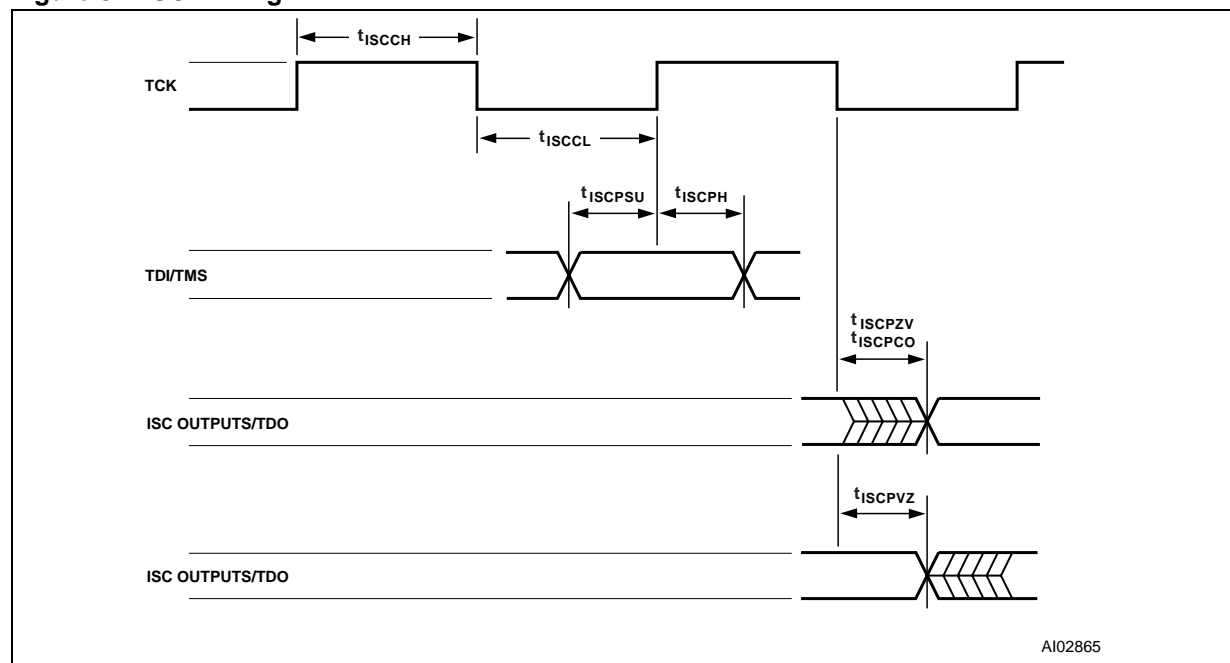 tISCCH
TCK
tISCCL
tISCPSU
tISCPH
TDI/TMS
tISCPZV
tISCPCO
ISC OUTPUTS/TDO
tISCPVZ
ISC OUTPUTS/TDO
AI02865